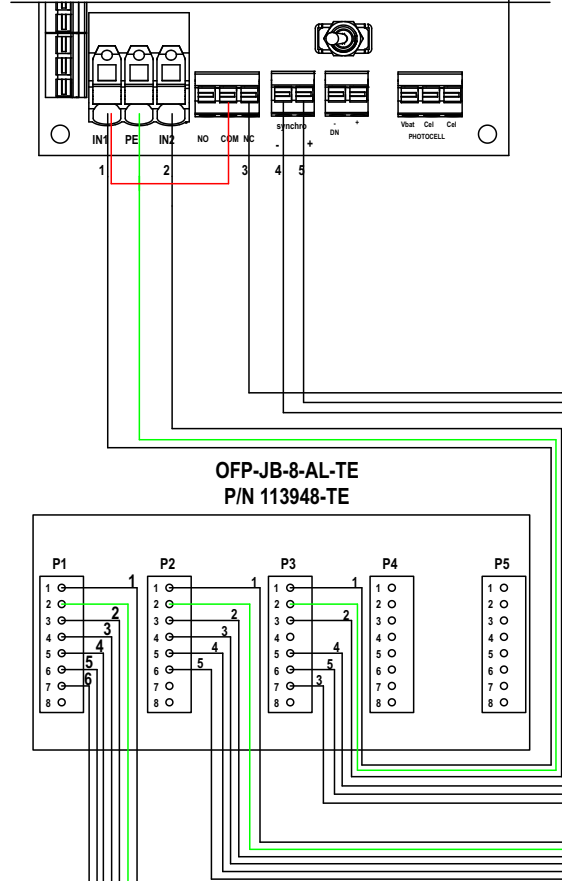 synchro
- +
DN
Vbat Cel Cel
PHOTOCELL
IN1 PE IN2 NO COM NC
- +
1 2 3 4 5
OFP-JB-8-AL-TE
P/N 113948-TE
P1 P2 P3 P4 P5
1 1 1 1 1 1 1 1
2 2 2 2 2
3 2 3 2 3 2 3 3
4 3 4 3 4 4 4
5 4 5 4 5 4 5 5
6 5 6 5 6 5 6 6
7 6 7 7 3 7 7
8 8 8 8 8